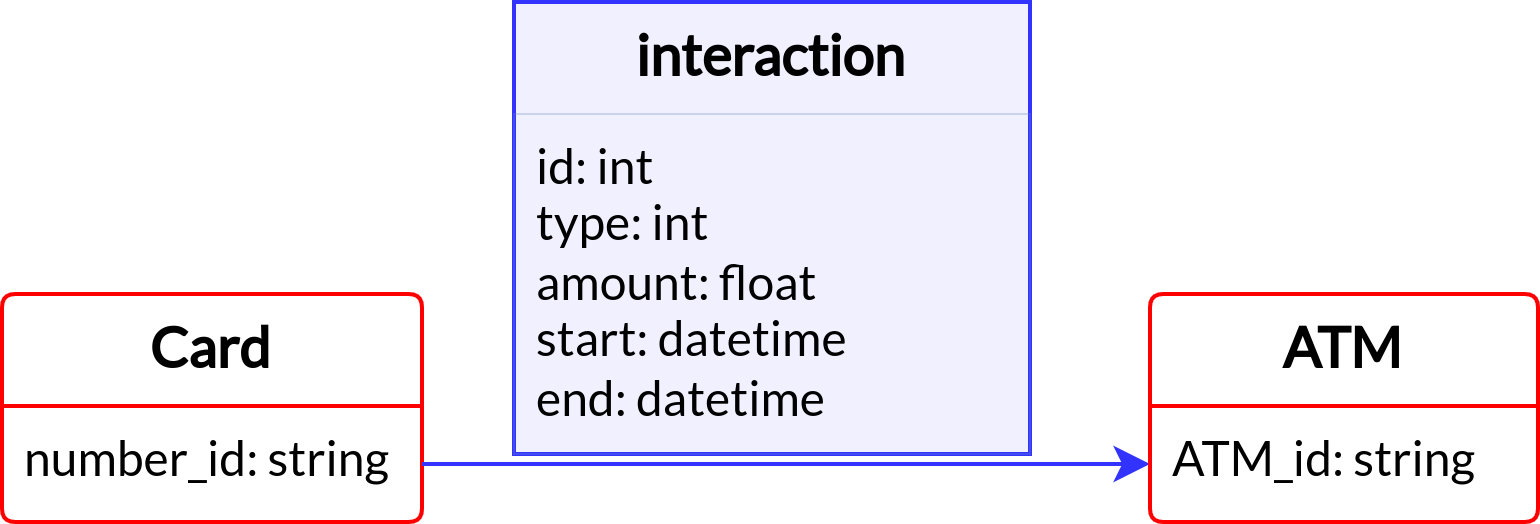 interaction
id: int
type: int
amount: float
start: datetime
end: datetime
Card
number_id: string
ATM
ATM_id: string